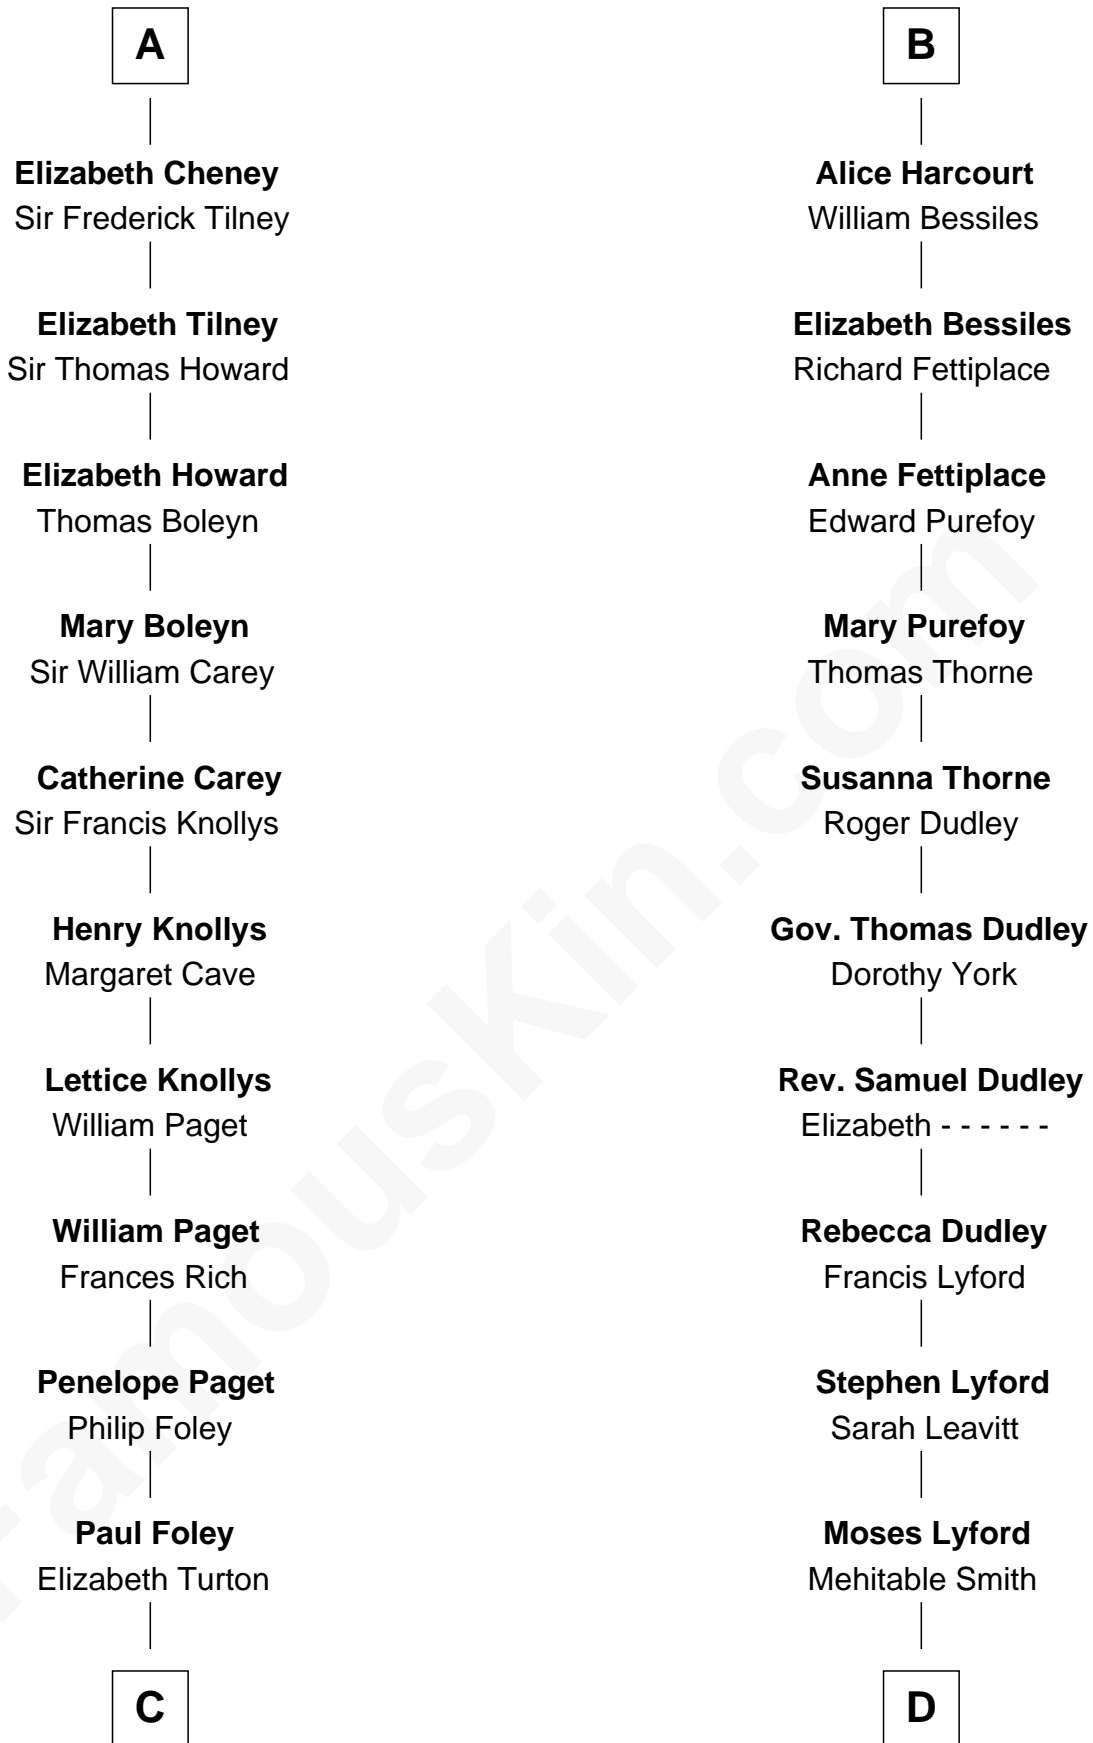 A
Elizabeth Cheney
Sir Frederick Tilney
Elizabeth Tilney
Sir Thomas Howard
Elizabeth Howard
Thomas Boleyn
Mary Boleyn
Sir William Carey
Catherine Carey
Sir Francis Knollys
Henry Knollys
Margaret Cave
Lettice Knollys
William Paget
William Paget
Frances Rich
Penelope Paget
Philip Foley
Paul Foley
Elizabeth Turton
C
B
Alice Harcourt
William Bessiles
Elizabeth Bessiles
Richard Fettiplace
Anne Fettiplace
Edward Purefoy
Mary Purefoy
Thomas Thorne
Susanna Thorne
Roger Dudley
Gov. Thomas Dudley
Dorothy York
Rev. Samuel Dudley
Elizabeth - - - - - -
Rebecca Dudley
Francis Lyford
Stephen Lyford
Sarah Leavitt
Moses Lyford
Mehitable Smith
D
FamousKin.com